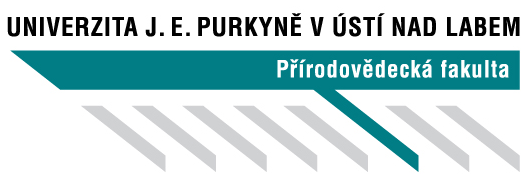 UNIVERZITA J. E. PURKYNĚ V ÚSTÍ NAD LABEM
Přírodovědecká fakulta